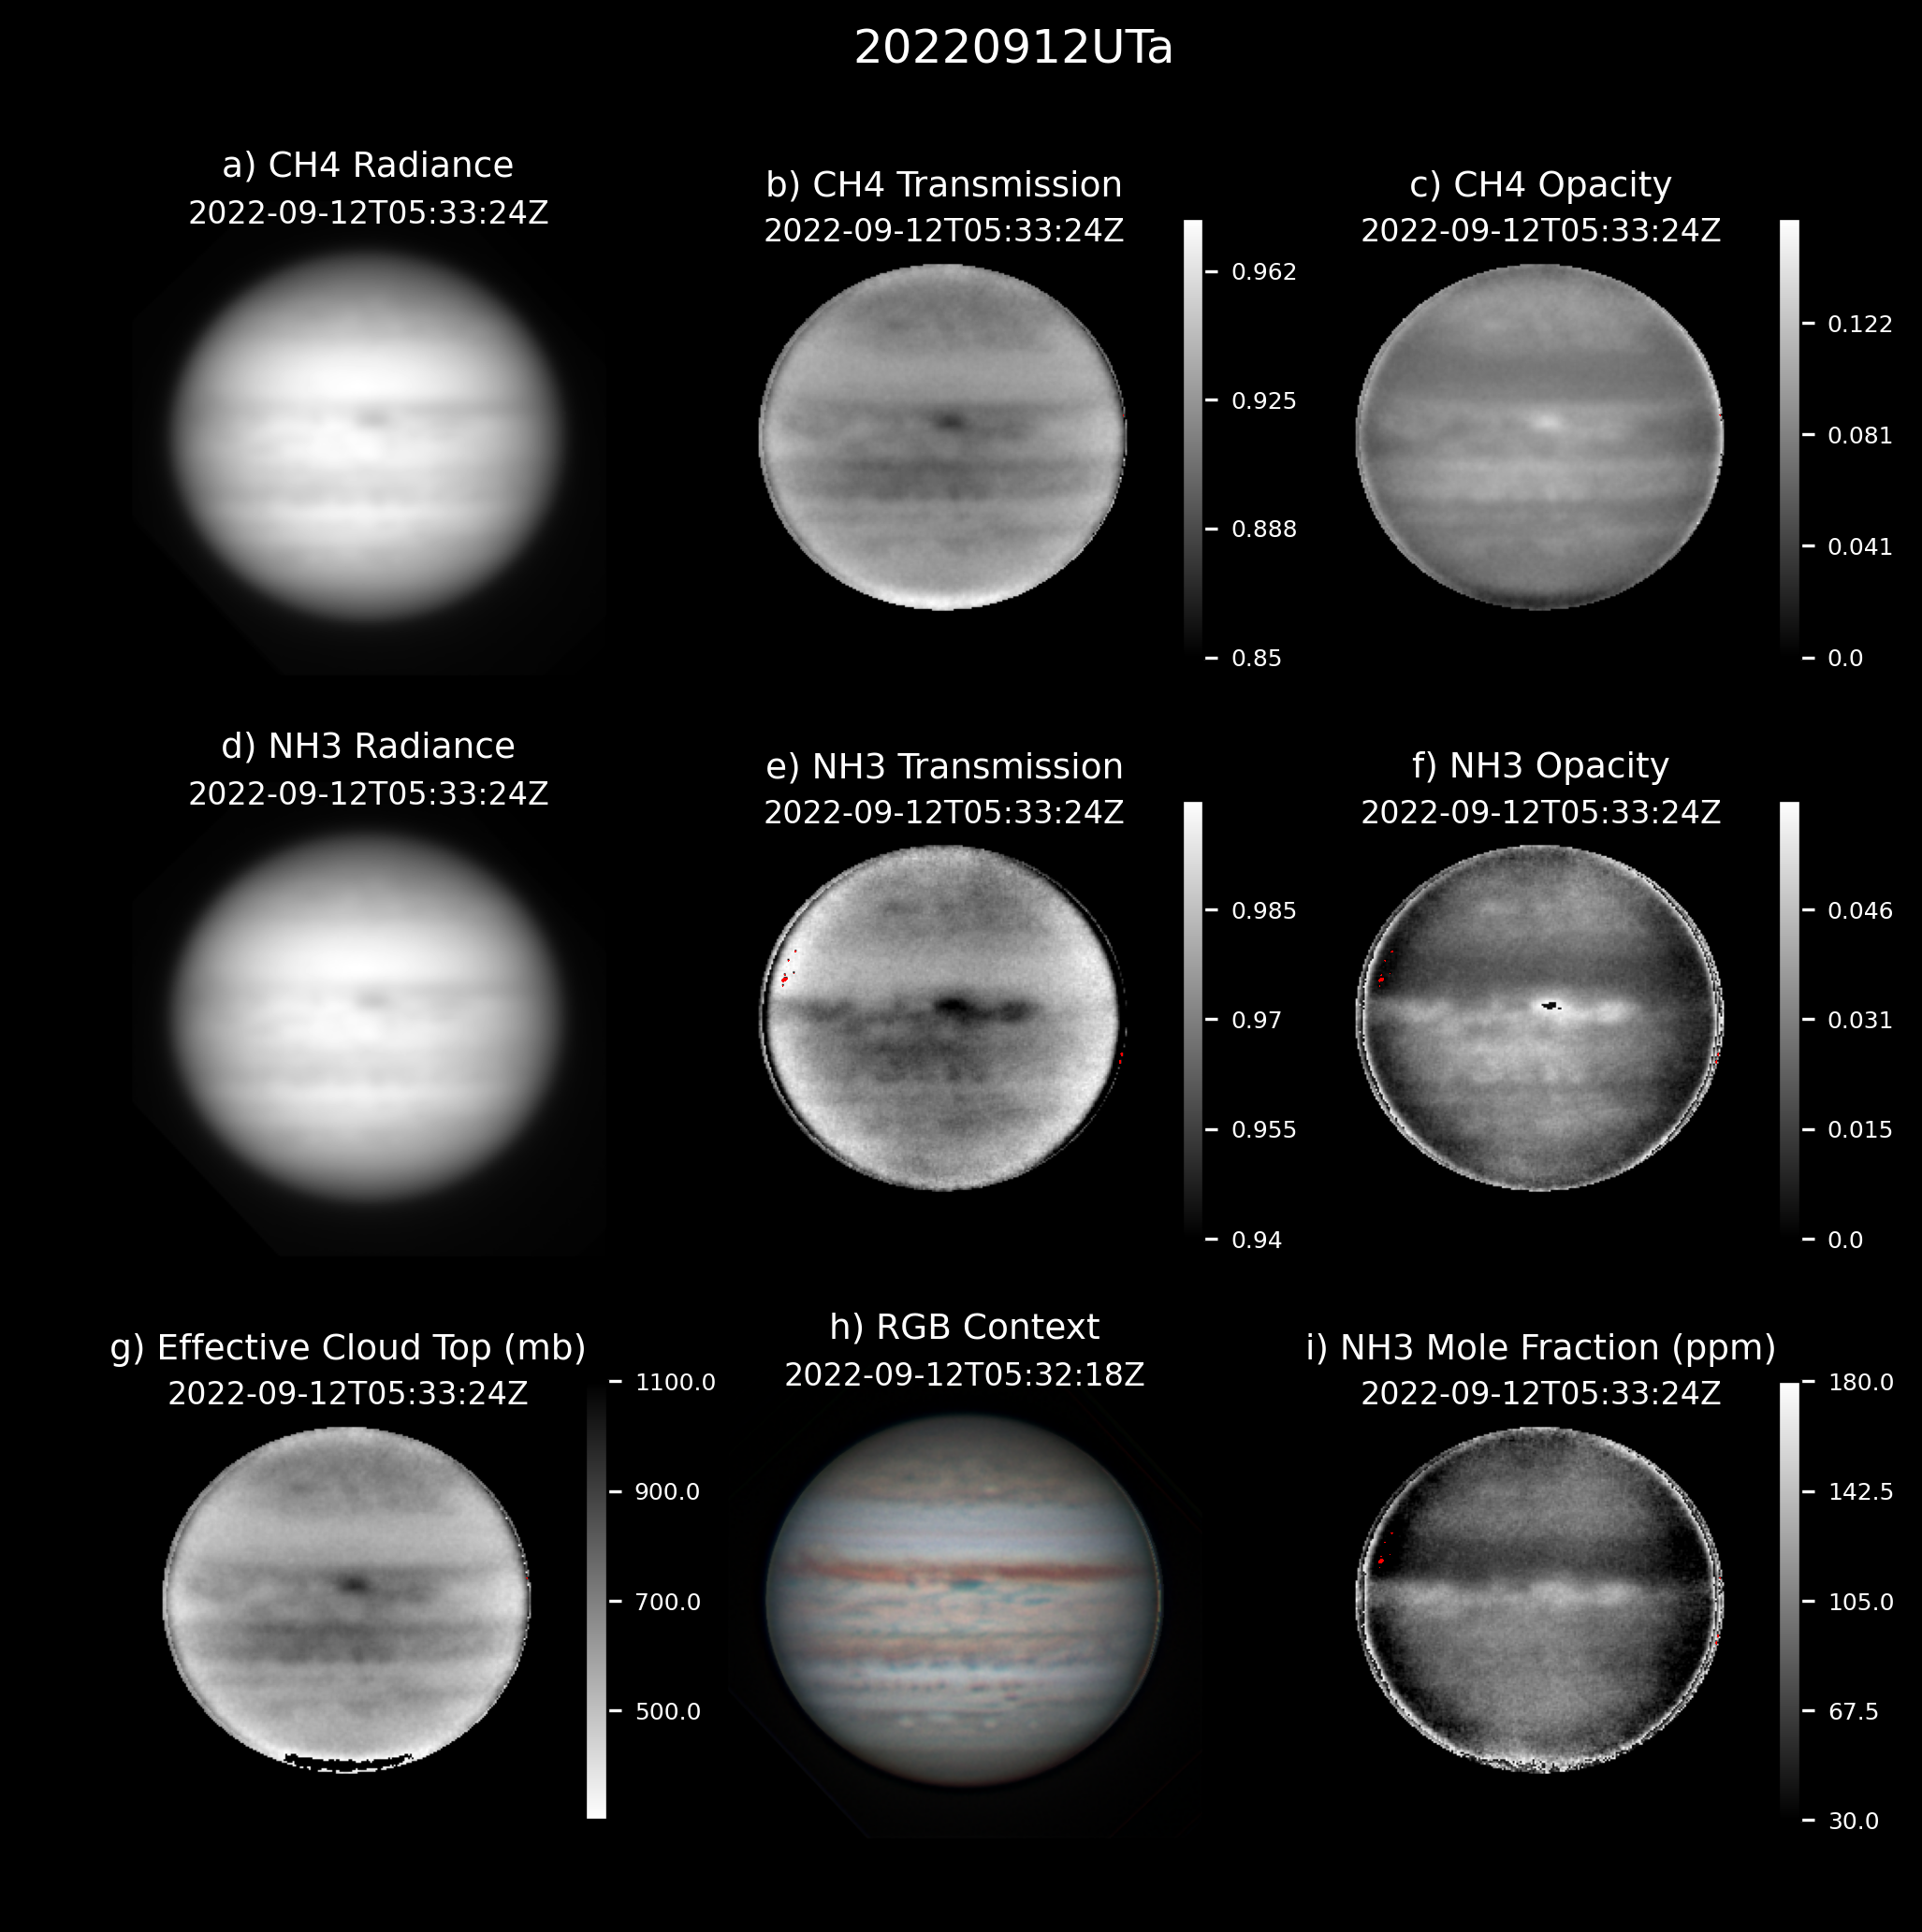 20220912UTa
a) CH4 Radiance
2022-09-12T05:33:24Z
b) CH4 Transmission
2022-09-12T05:33:24Z
0.962
0.925
0.888
0.85
c) CH4 Opacity
2022-09-12T05:33:24Z
0.122
0.081
0.041
0.0
d) NH3 Radiance
2022-09-12T05:33:24Z
e) NH3 Transmission
2022-09-12T05:33:24Z
0.985
0.97
0.955
0.94
f) NH3 Opacity
2022-09-12T05:33:24Z
0.046
0.031
0.015
0.0
g) Effective Cloud Top (mb)
2022-09-12T05:33:24Z
1100.0
900.0
700.0
500.0
h) RGB Context
2022-09-12T05:32:18Z
i) NH3 Mole Fraction (ppm)
2022-09-12T05:33:24Z
180.0
142.5
105.0
67.5
30.0